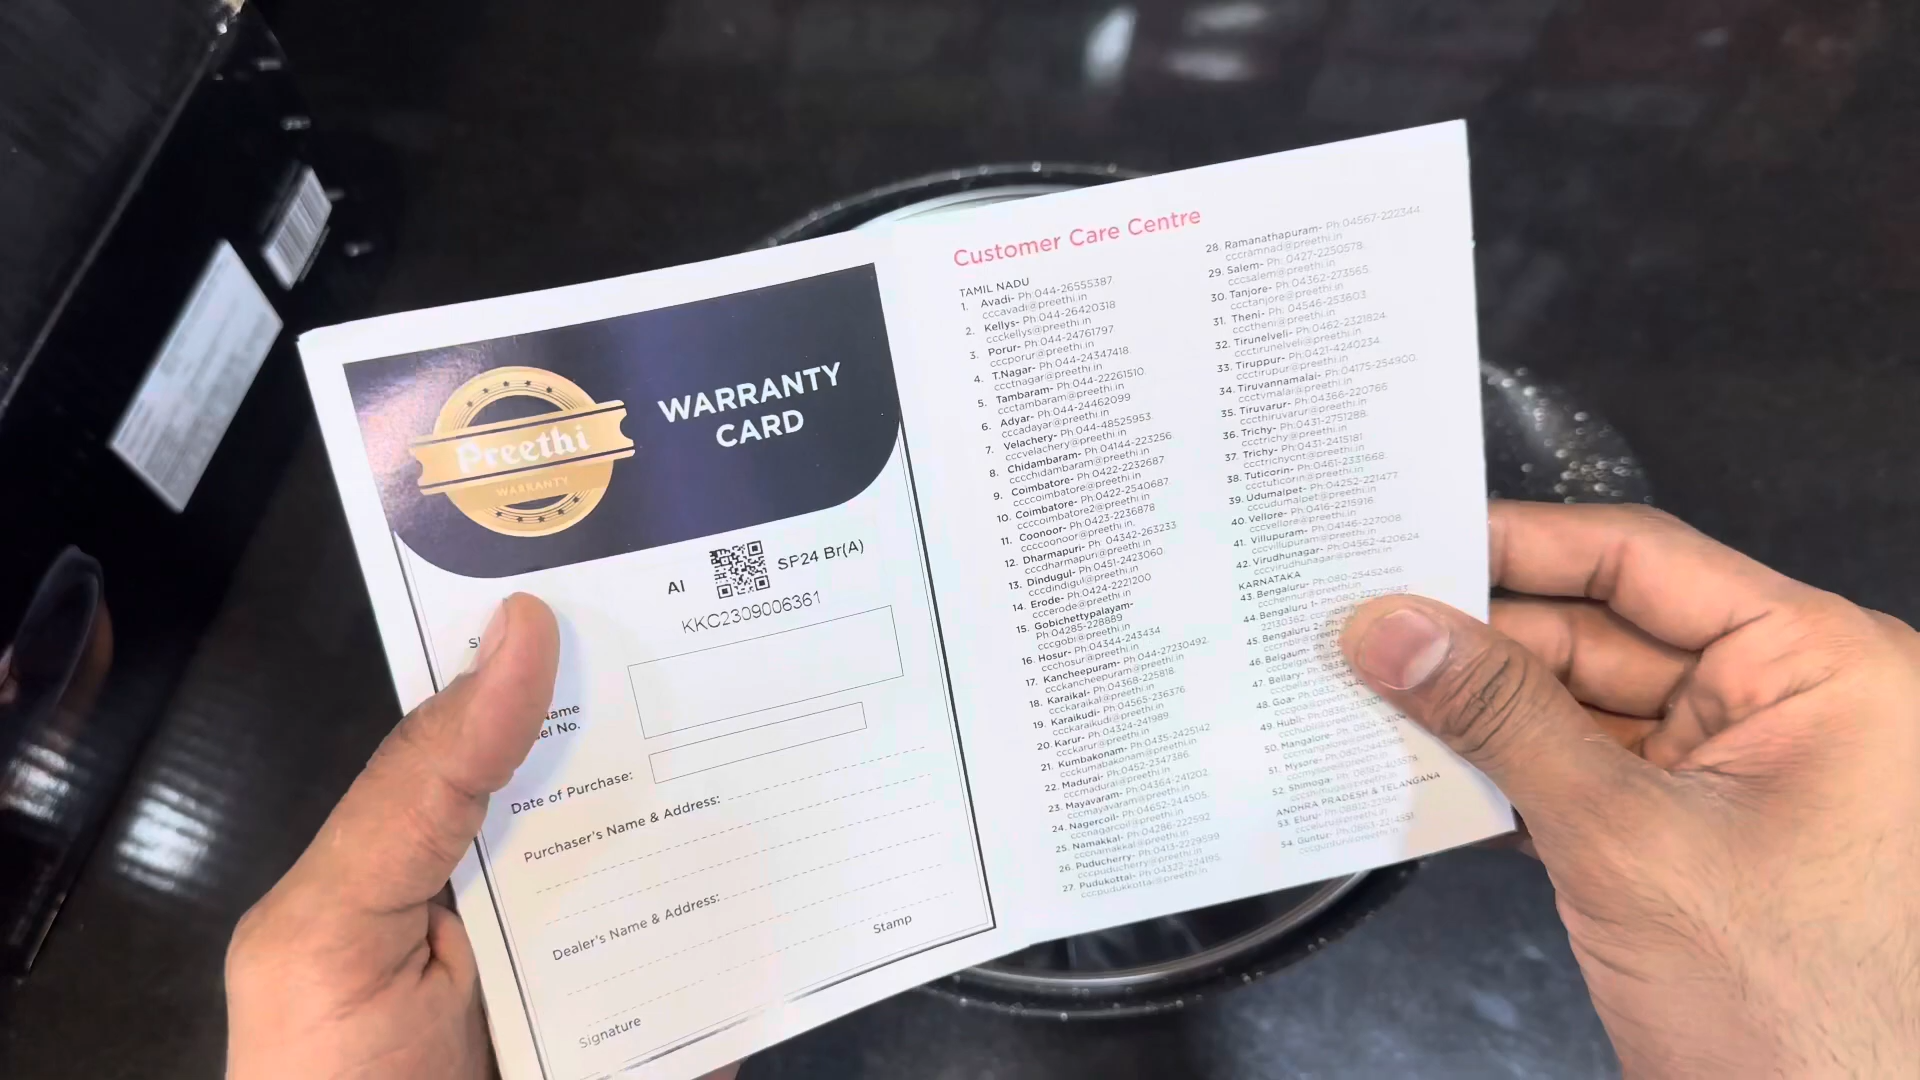 Preethi
WARRANTY
WARRANTY
CARD
AI
SF24 Br(A)
KKC2309006361
Name
Date of Purchase:
Purchaser's Name & Address:
Dealer's Name & Address:
Stamp
Signature
Customer Care Centre
TAMIL NADU
1. Avadi- Ph 044-26555387
cccavadi@preethi.in
2. Kellys- Ph:044-26420318
ccckellys@preethi.in
3. Porur- Ph:044-24761797
cccporur@preethi.in
4. T.Nagar- Ph:044-24347418
ccctnagar@preethi.in
5. Tambaram- Ph:044-22261510
ccctambaram@preethi.in
6. Adyar- Ph:044-24462099
cccadayar@preethi.in
7. Velachery- Ph:044-48525953
cccvelachery@preethi.in
8. Chidambaram- Ph:04144-223256
cccchidambaram@preethi.in
9. Coimbatore- Ph:0422-2232687
ccccoimbatore@preethi.in
10. Coimbatore- Ph:0422-2540687
ccccoimbatore2@preethi.in
11. Coonoor- Ph:0423-2236878
ccccoonoor@preethi.in
12. Dharmapuri- Ph: 04342-263233
cccdharmapuri@preethi.in
13. Dindugul- Ph:0451-2423060
cccdindigul@preethi.in
14. Erode- Ph:0424-2221200
cccerode@preethi.in
15. Gobichettypalayam-
Ph:04285-228889
cccgobi@preethi.in
16. Hosur- Ph:04344-243434
ccchosur@preethi.in
17. Kancheepuram- Ph:044-27230492
ccckancheepuram@preethi.in
18. Karaikal- Ph:04368-225818
ccckaraikal@preethi.in
19. Karaikudi- Ph:04565-236376
ccckaraikudi@preethi.in
20. Karur- Ph:04324-241989
ccckarur@preethi.in
21. Kumbakonam- Ph:0435-2425142
ccckumabakonam@preethi.in
22. Madurai- Ph:0452-2347386
cccmadurai@preethi.in
23. Mayavaram- Ph:04364-241202
cccmayavaram@preethi.in
24. Nagercoil- Ph:04652-244505
cccnagarcoil@preethi.in
25. Namakkal- Ph:04286-222592
cccnamakkal@preethi.in
26. Puducherry- Ph:0413-2229599
cccpuducherry@preethi.in
27. Pudukottai- Ph:04322-224195
cccpudukkottai@preethi.in
28. Ramanathapuram- Ph 04567-222344
cccramnad@preethi.in
29. Salem- Ph: 0427-2250578
cccsalem@preethi.in
30. Tanjore- Ph:04362-273565
ccctanjore@preethi.in
31. Theni- Ph: 04546-253603
ccctheni@preethi.in
32. Tirunelveli- Ph:0462-2321824
ccctirunelveli@preethi.in
33. Tiruppur- Ph:0421-4240234
ccctirupur@preethi.in
34. Tiruvannamalai- Ph:04175-254900
ccctvmalai@preethi.in
35. Tiruvarur- Ph:04366-220766
cccthiruvarur@preethi.in
36. Trichy- Ph:0431-2751288
ccctrichy@preethi.in
37. Trichy- Ph:0431-2415181
ccctrichycnt@preethi.in
38. Tuticorin- Ph:0461-2331668
ccctuticorin@preethi.in
39. Udumalpet- Ph:04252-221477
cccudumalpet@preethi.in
40. Vellore- Ph:0416-2215916
cccvellore@preethi.in
41. Villupuram- Ph:04146-227008
cccvillupuram@preethi.in
42. Virudhunagar- Ph:04562-420624
cccvirudhunagar@preethi.in
KARNATAKA
43. Bengaluru- Ph:080-25452466
44. Bengaluru 1-
45. Bengaluru 2-
46. Belgaum-
47. Bellary-
48. Goa-
49. Hubli-
50. Mangalore-
51. Mysore-
52. Shimoga-
ANDHRA PRADESH & TELANGANA
53. Eluru-
54. Guntur-